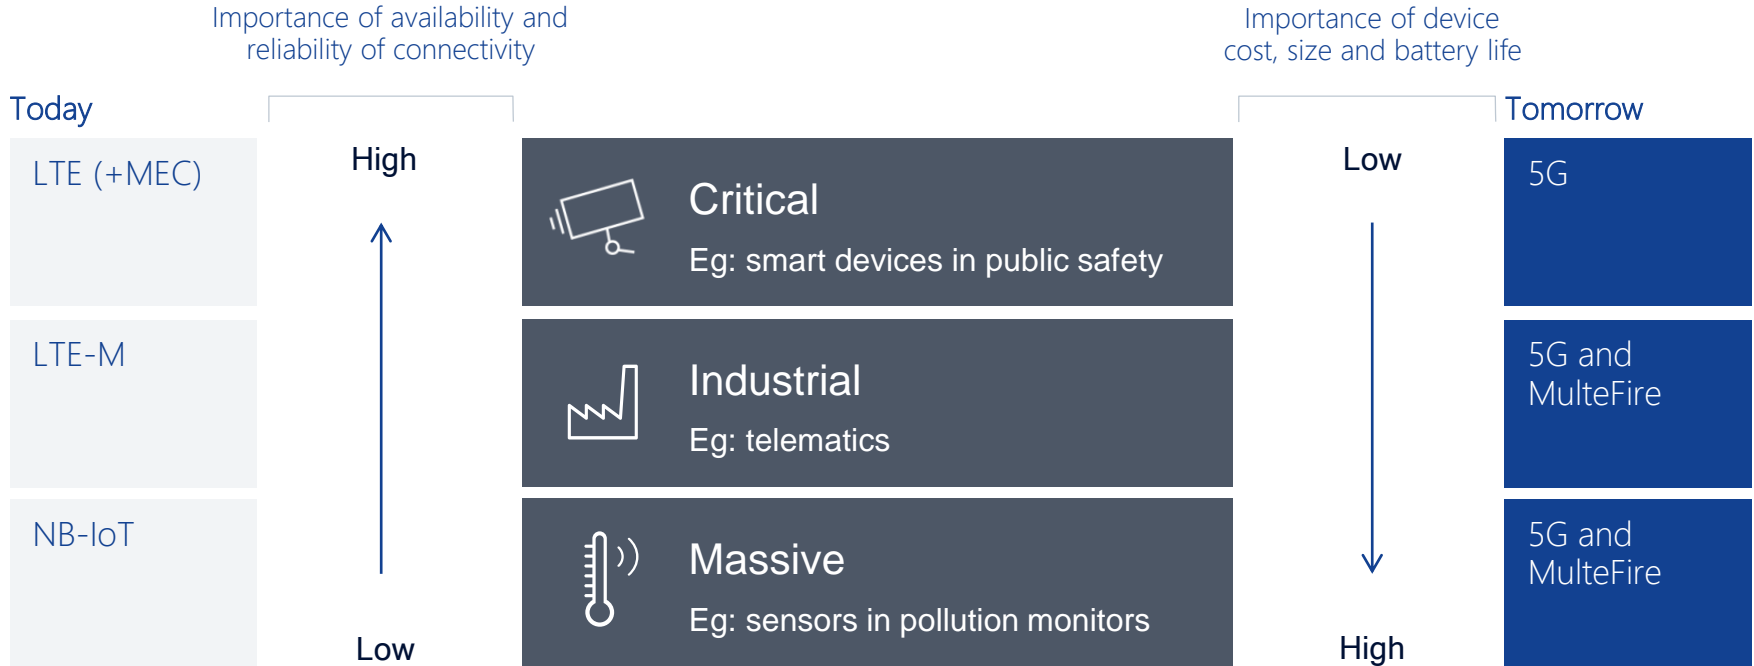 Importance of availability and
reliability of connectivity
Importance of device
cost, size and battery life
Today
Tomorrow
LTE (+MEC)
High
Critical
Eg: smart devices in public safety
Low
5G
LTE-M
Industrial
Eg: telematics
5G and
MulteFire
NB-IoT
Low
Massive
Eg: sensors in pollution monitors
High
5G and
MulteFire